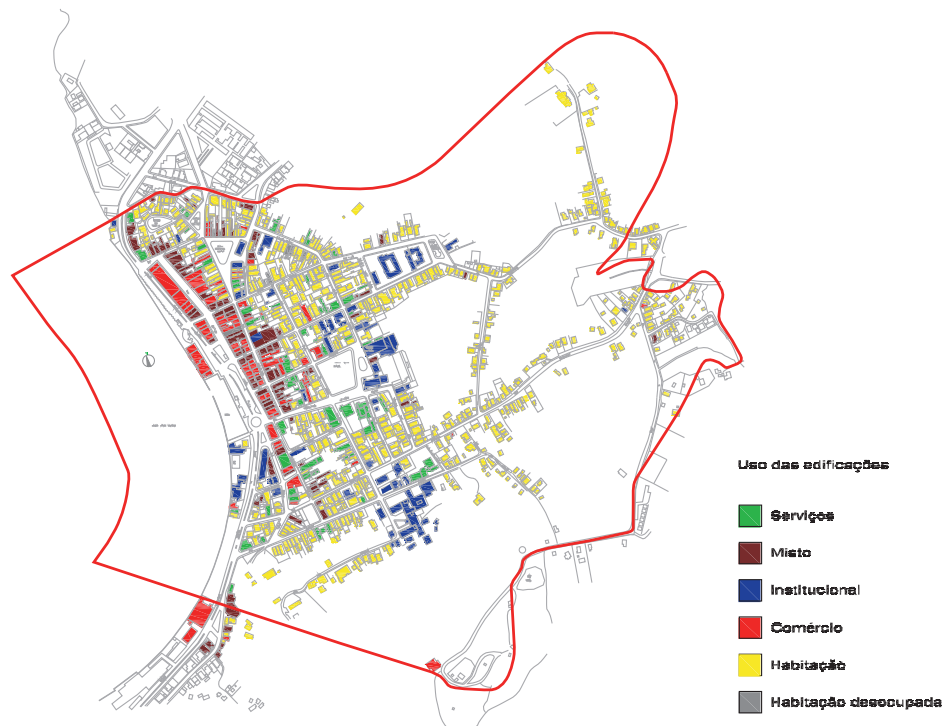 Uso das edificações
Serviços
Misto
Institucional
Comércio
Habitação
Habitação desocupada